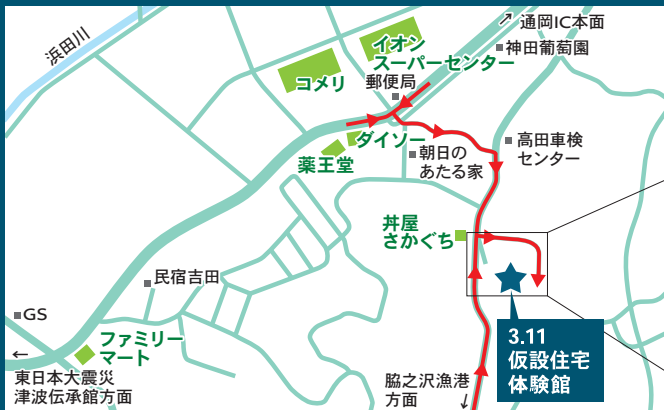 浜田川
↗ 通岡IC本面
神田葡萄園
イオン
スーパーセンター
コメリ
郵便局
ダイソー
薬王堂
朝日の
あたる家
高田車検
センター
丼屋
さかぐち
民宿吉田
GS
ファミリー
マート
←
東日本大震災
津波伝承館方面
3.11
仮設住宅
体験館
脇之沢漁港
方面 ↓